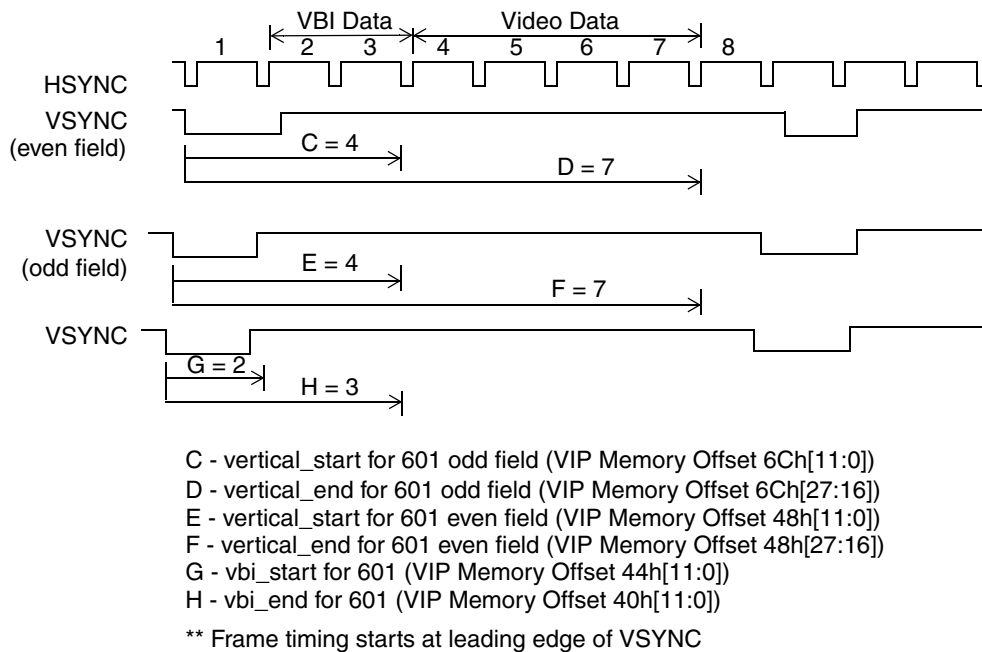 VBI Data Video Data
1 2 3 4 5 6 7 8
HSYNC
VSYNC
(even field)
C = 4
D = 7
VSYNC
(odd field)
E = 4
F = 7
VSYNC
G = 2
H = 3
C - vertical_start for 601 odd field (VIP Memory Offset 6Ch[11:0])
D - vertical_end for 601 odd field (VIP Memory Offset 6Ch[27:16])
E - vertical_start for 601 even field (VIP Memory Offset 48h[11:0])
F - vertical_end for 601 even field (VIP Memory Offset 48h[27:16])
G - vbi_start for 601 (VIP Memory Offset 44h[11:0])
H - vbi_end for 601 (VIP Memory Offset 40h[11:0])
** Frame timing starts at leading edge of VSYNC